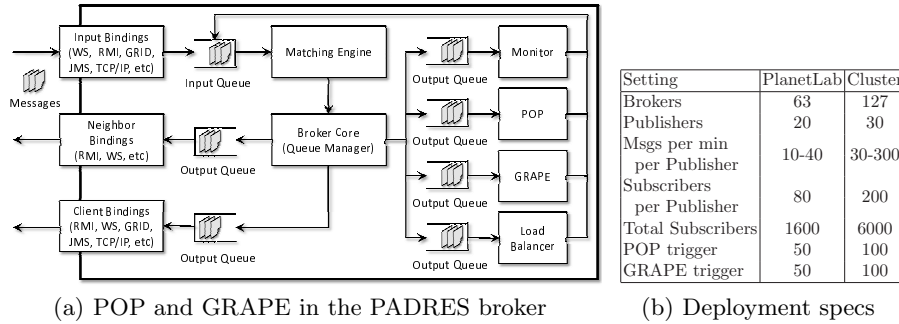 Input Bindings
(WS, RMI, GRID,
JMS, TCP/IP, etc)
Messages
Input Queue
Matching Engine
Output Queue
Monitor
Neighbor
Bindings
(RMI, WS, etc)
Output Queue
Broker Core
(Queue Manager)
Output Queue
POP
Output Queue
GRAPE
Client Bindings
(RMI, WS, GRID,
JMS, TCP/IP, etc)
Output Queue
Output Queue
Load
Balancer
(a) POP and GRAPE in the PADRES broker
Setting PlanetLab Cluster
Brokers 63 127
Publishers 20 30
Msgs per min
per Publisher 10-40 30-300
Subscribers
per Publisher 80 200
Total Subscribers 1600 6000
POP trigger 50 100
GRAPE trigger 50 100
(b) Deployment specs